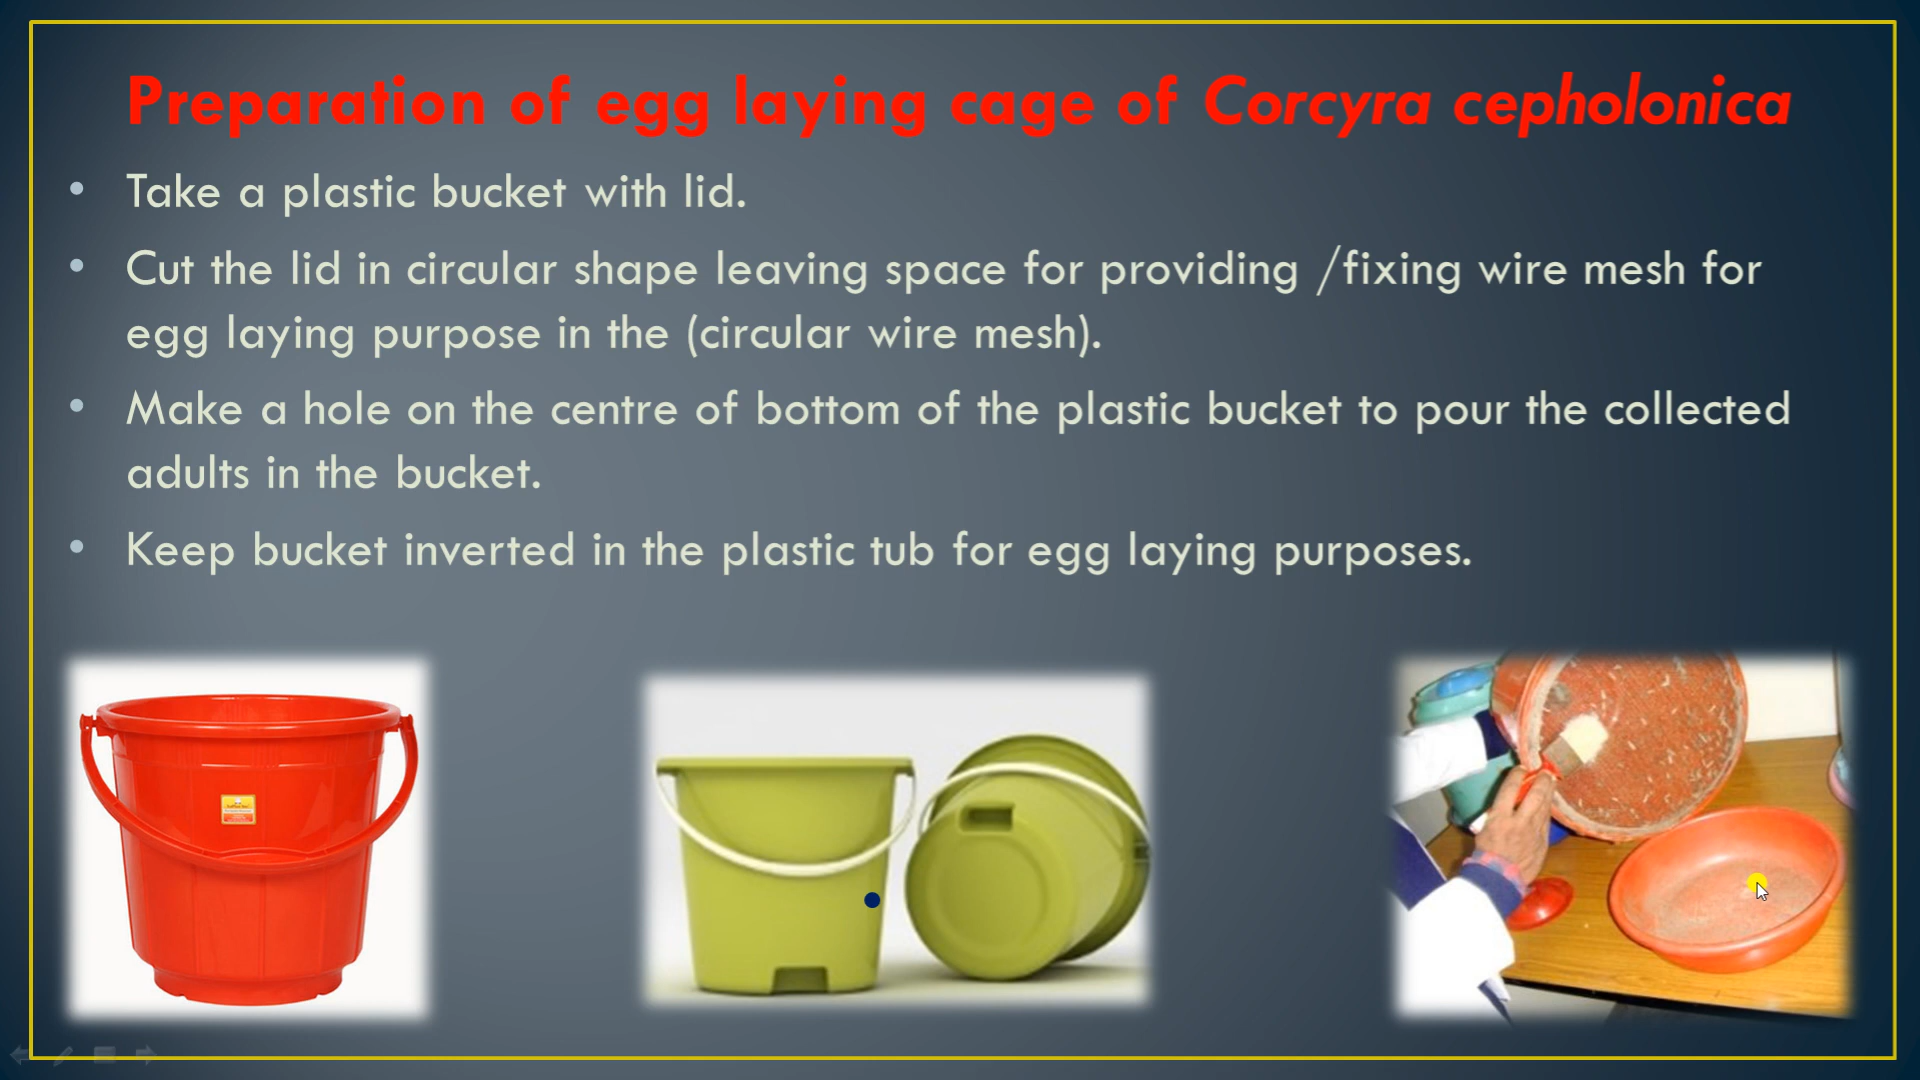 Preparation of egg laying cage of Corcyra cepholonica
• Take a plastic bucket with lid.
• Cut the lid in circular shape leaving space for providing /fixing wire mesh for
egg laying purpose in the (circular wire mesh).
• Make a hole on the centre of bottom of the plastic bucket to pour the collected
adults in the bucket.
• Keep bucket inverted in the plastic tub for egg laying purposes.